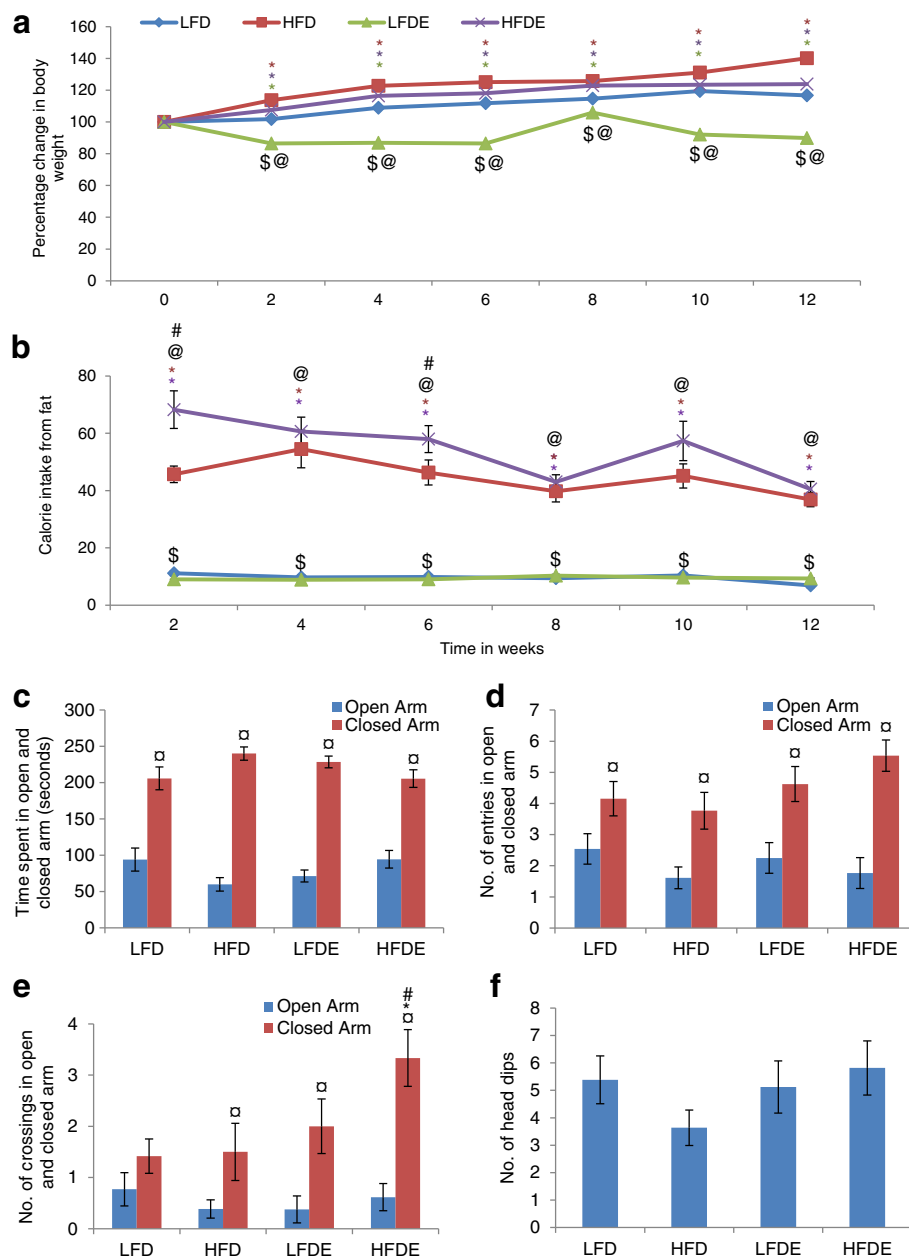 a
LFD HFD LFDE HFDE
Percentage change in body
weight
160
140
120
100
80
60
40
20
0
* * * * * *
* * * * * *
* * * * * *
$@ $@ $@ $@ $@ $@
0 2 4 6 8 10 12
b
Calorie intake from fat
80
60
40
20
0
# #
@ @ @ @ @ @
* * * * * *
* * * * * *
$ $ $ $ $ $
2 4 6 8 10 12
Time in weeks
c
Time spent in open and
closed arm (seconds)
Open Arm
Closed Arm
300
250
200
150
100
50
0
¤ ¤ ¤ ¤
LFD HFD LFDE HFDE
d
No. of entries in open
and closed arm
Open Arm
Closed Arm
7
6
5
4
3
2
1
0
¤ ¤ ¤ ¤
LFD HFD LFDE HFDE
e
No. of crossings in open
and closed arm
Open Arm
Closed Arm
4
3
2
1
0
#
*
¤ ¤ ¤
LFD HFD LFDE HFDE
f
No. of head dips
8
7
6
5
4
3
2
1
0
LFD HFD LFDE HFDE